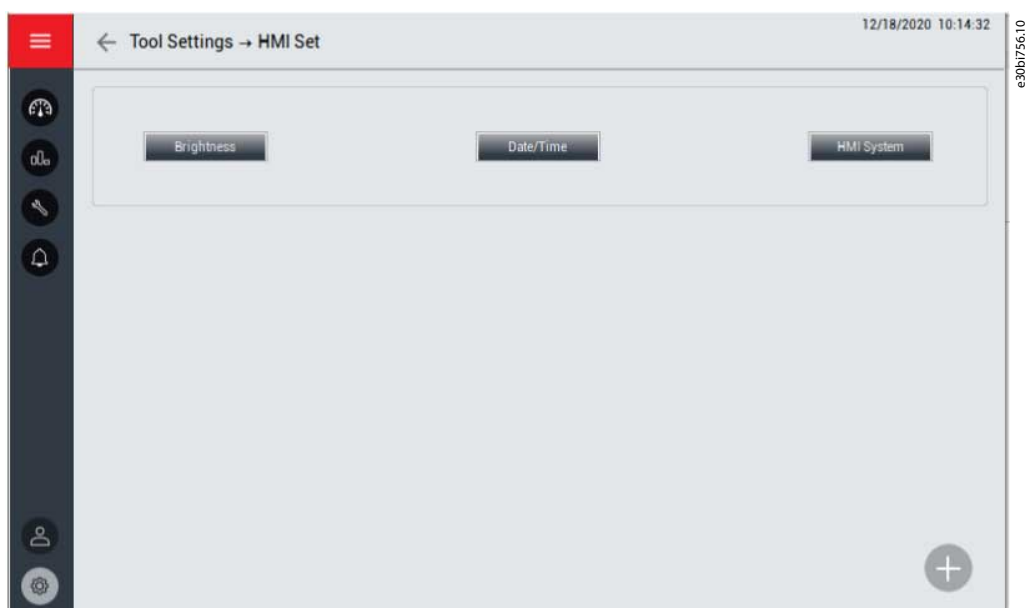 12/18/2020 10:14:32
← Tool Settings → HMI Set
Brightness
Date/Time
HMI System
e30bi756.10